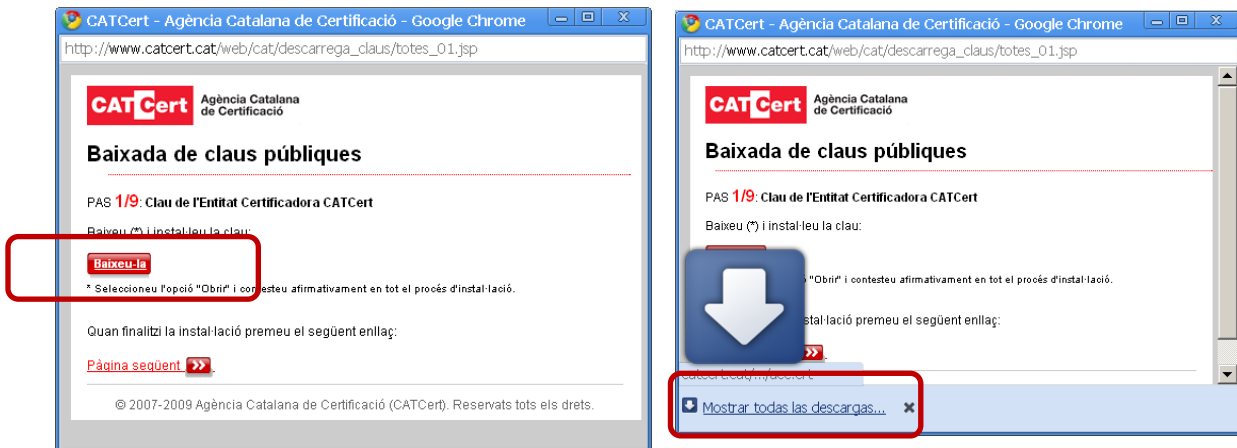 CATCert - Agència Catalana de Certificació - Google Chrome
http://www.catcert.cat/web/cat/descarrega_claus/totes_01.jsp
CATCert Agència Catalana
de Certificació
Baixada de claus públiques
PAS 1/9: Clau de l'Entitat Certificadora CATCert
Baixeu (*) i instal·leu la clau:
Baixeu-la
* Seleccioneu l'opció "Obrir" i contesteu afirmativament en tot el procés d'instal·lació.
Quan finalitzi la instal·lació premeu el següent enllaç:
Pàgina següent
© 2007-2009 Agència Catalana de Certificació (CATCert). Reservats tots els drets.
CATCert - Agència Catalana de Certificació - Google Chrome
http://www.catcert.cat/web/cat/descarrega_claus/totes_01.jsp
CATCert Agència Catalana
de Certificació
Baixada de claus públiques
PAS 1/9: Clau de l'Entitat Certificadora CATCert
Baixeu (*) i instal·leu la clau:
"Obrir" i contesteu afirmativament en tot el procés d'instal·lació.
stal·lació premeu el següent enllaç:
Mostrar todas las descargas...